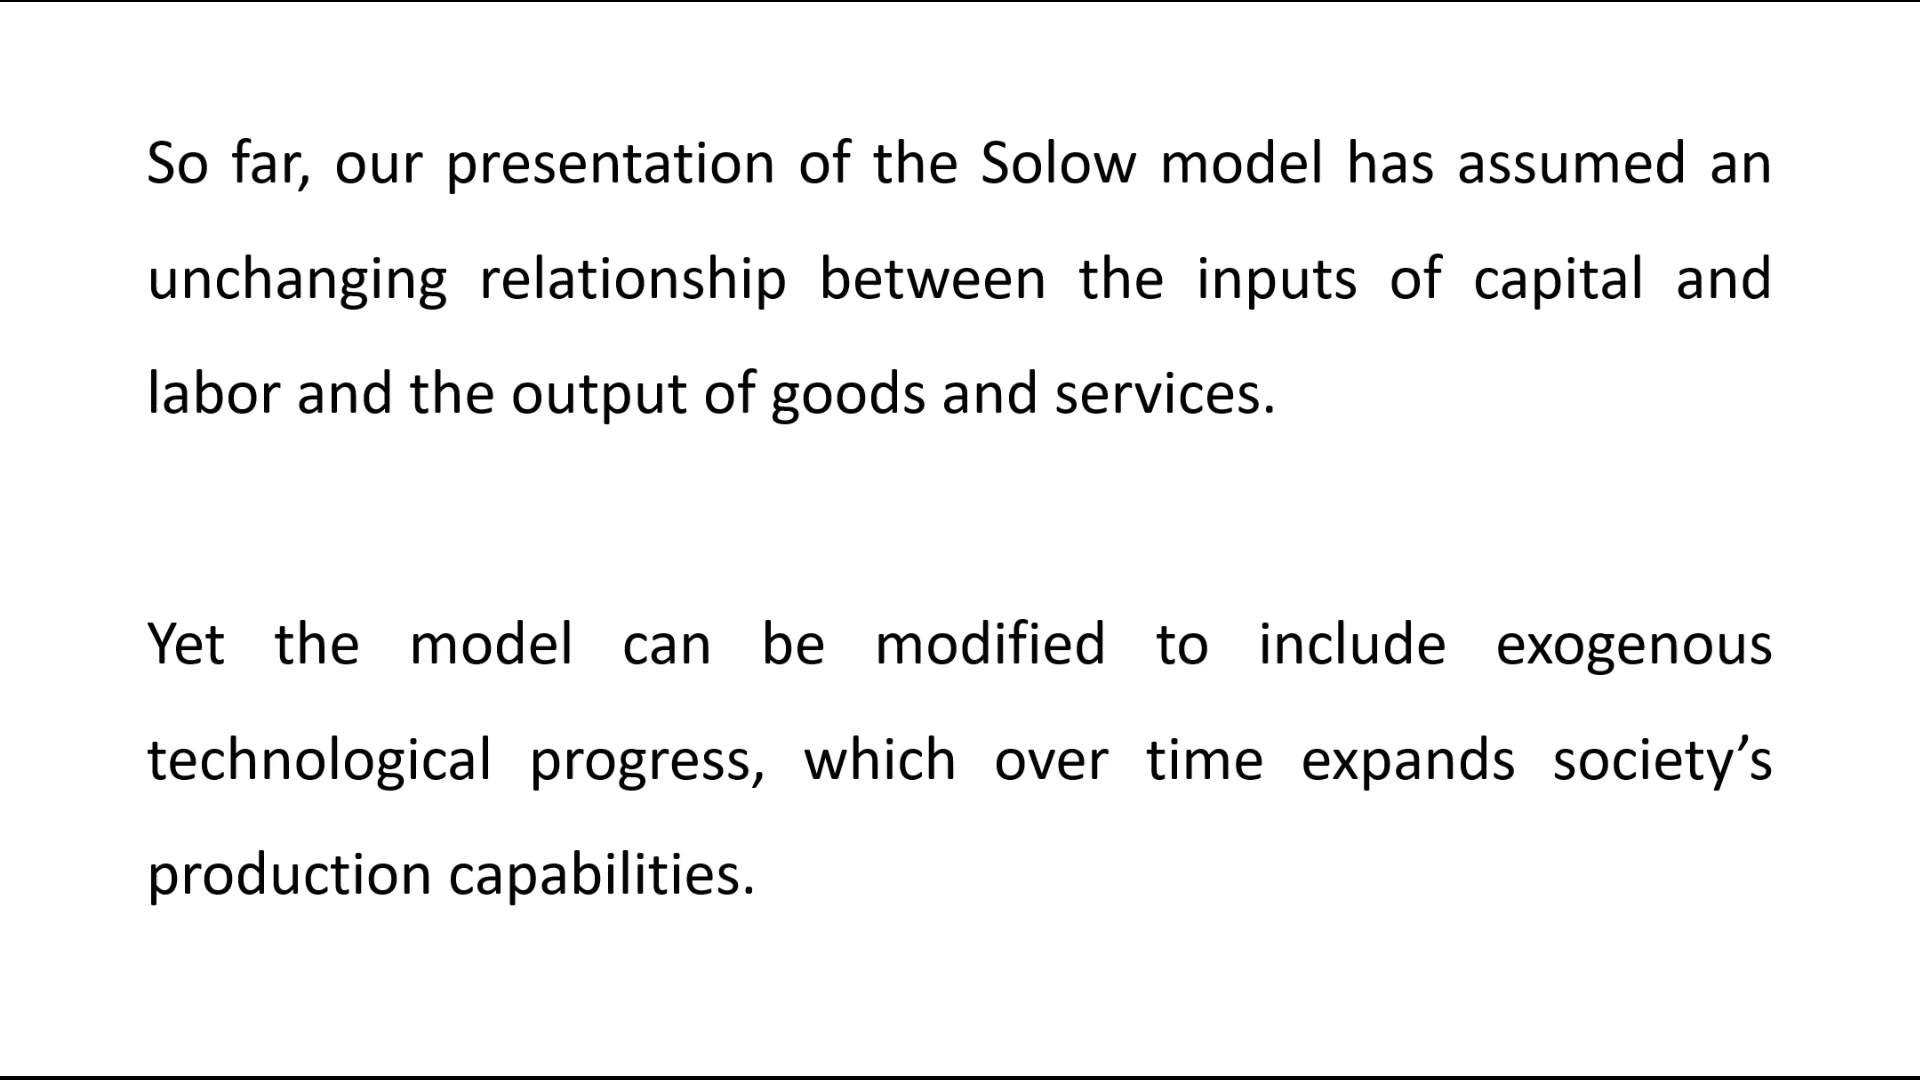 So far, our presentation of the Solow model has assumed an
unchanging relationship between the inputs of capital and
labor and the output of goods and services.
Yet the model can be modified to include exogenous
technological progress, which over time expands society’s
production capabilities.